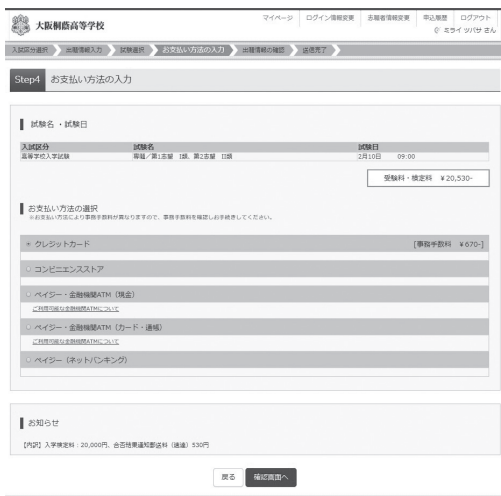 大阪桐蔭高等学校
マイページ ログイン情報変更 志願者情報変更 申込履歴 ログアウト
ミライ ツバサ さん
入試区分選択 出願情報入力 試験選択 お支払い方法の入力 出願情報の確認 送信完了
Step4 お支払い方法の入力
試験名・試験日
入試区分 試験名 試験日
高等学校入学試験 専願／第1志望 I類、第2志望 II類 2月10日 09:00
受験料・検定料 ¥20,530-
お支払い方法の選択
※お支払い方法により事務手数料が異なりますので、事務手数料を確認しお手続きしてください。
クレジットカード [事務手数料 ¥670-]
コンビニエンスストア
ペイジー・金融機関ATM（現金）
ご利用可能な金融機関ATMについて
ペイジー・金融機関ATM（カード・通帳）
ご利用可能な金融機関ATMについて
ペイジー（ネットバンキング）
お知らせ
【内訳】入学検定料：20,000円、合否結果通知郵送料（速達）530円
戻る 確認画面へ